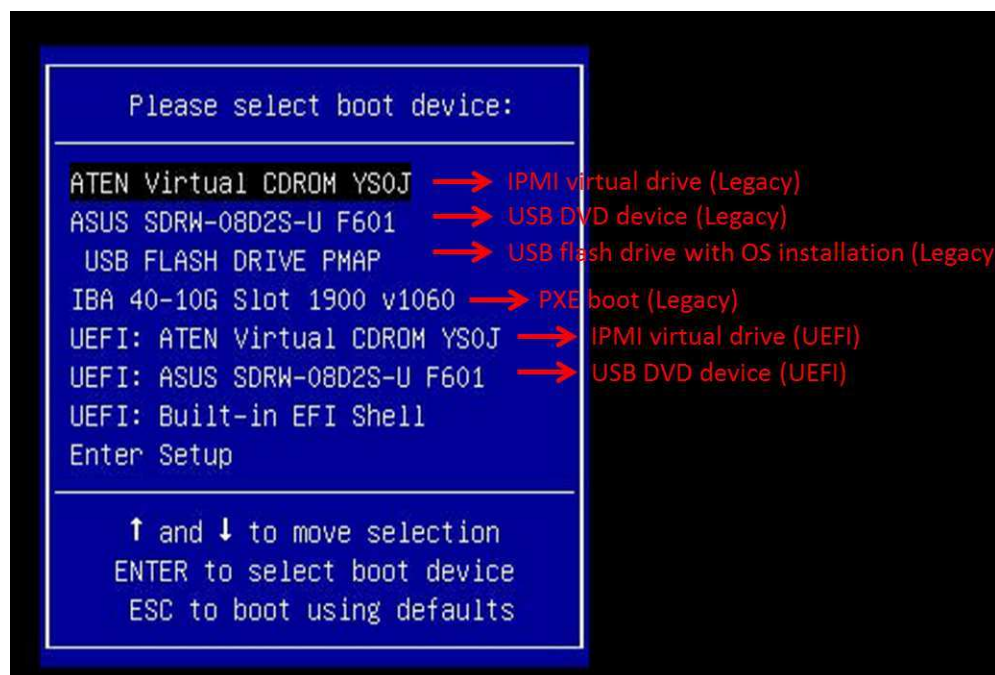 Please select boot device:
ATEN Virtual CDROM YSOJ → IPMI virtual drive (Legacy)
ASUS SDRW-08D2S-U F601 → USB DVD device (Legacy)
USB FLASH DRIVE PMAP → USB flash drive with OS installation (Legacy
IBA 40-10G Slot 1900 v1060 → PXE boot (Legacy)
UEFI: ATEN Virtual CDROM YSOJ → IPMI virtual drive (UEFI)
UEFI: ASUS SDRW-08D2S-U F601 → USB DVD device (UEFI)
UEFI: Built-in EFI Shell
Enter Setup
↑ and ↓ to move selection
ENTER to select boot device
ESC to boot using defaults